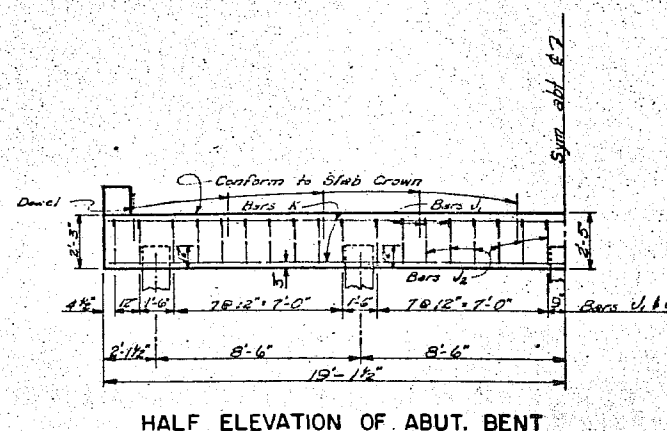 Sym abt ₵ ?
Conform to Slab Crown
Dowel
Bars K
Bars J₁
2'-3"
2'-5"
3"
Bars J₂
4½"
12"
1'-6"
7@12"=7'-0"
1'-6"
7@12"=7'-0"
9"
Bars J₁ &
2'-1½"
8'-6"
8'-6"
19'-1½"
HALF ELEVATION OF ABUT. BENT